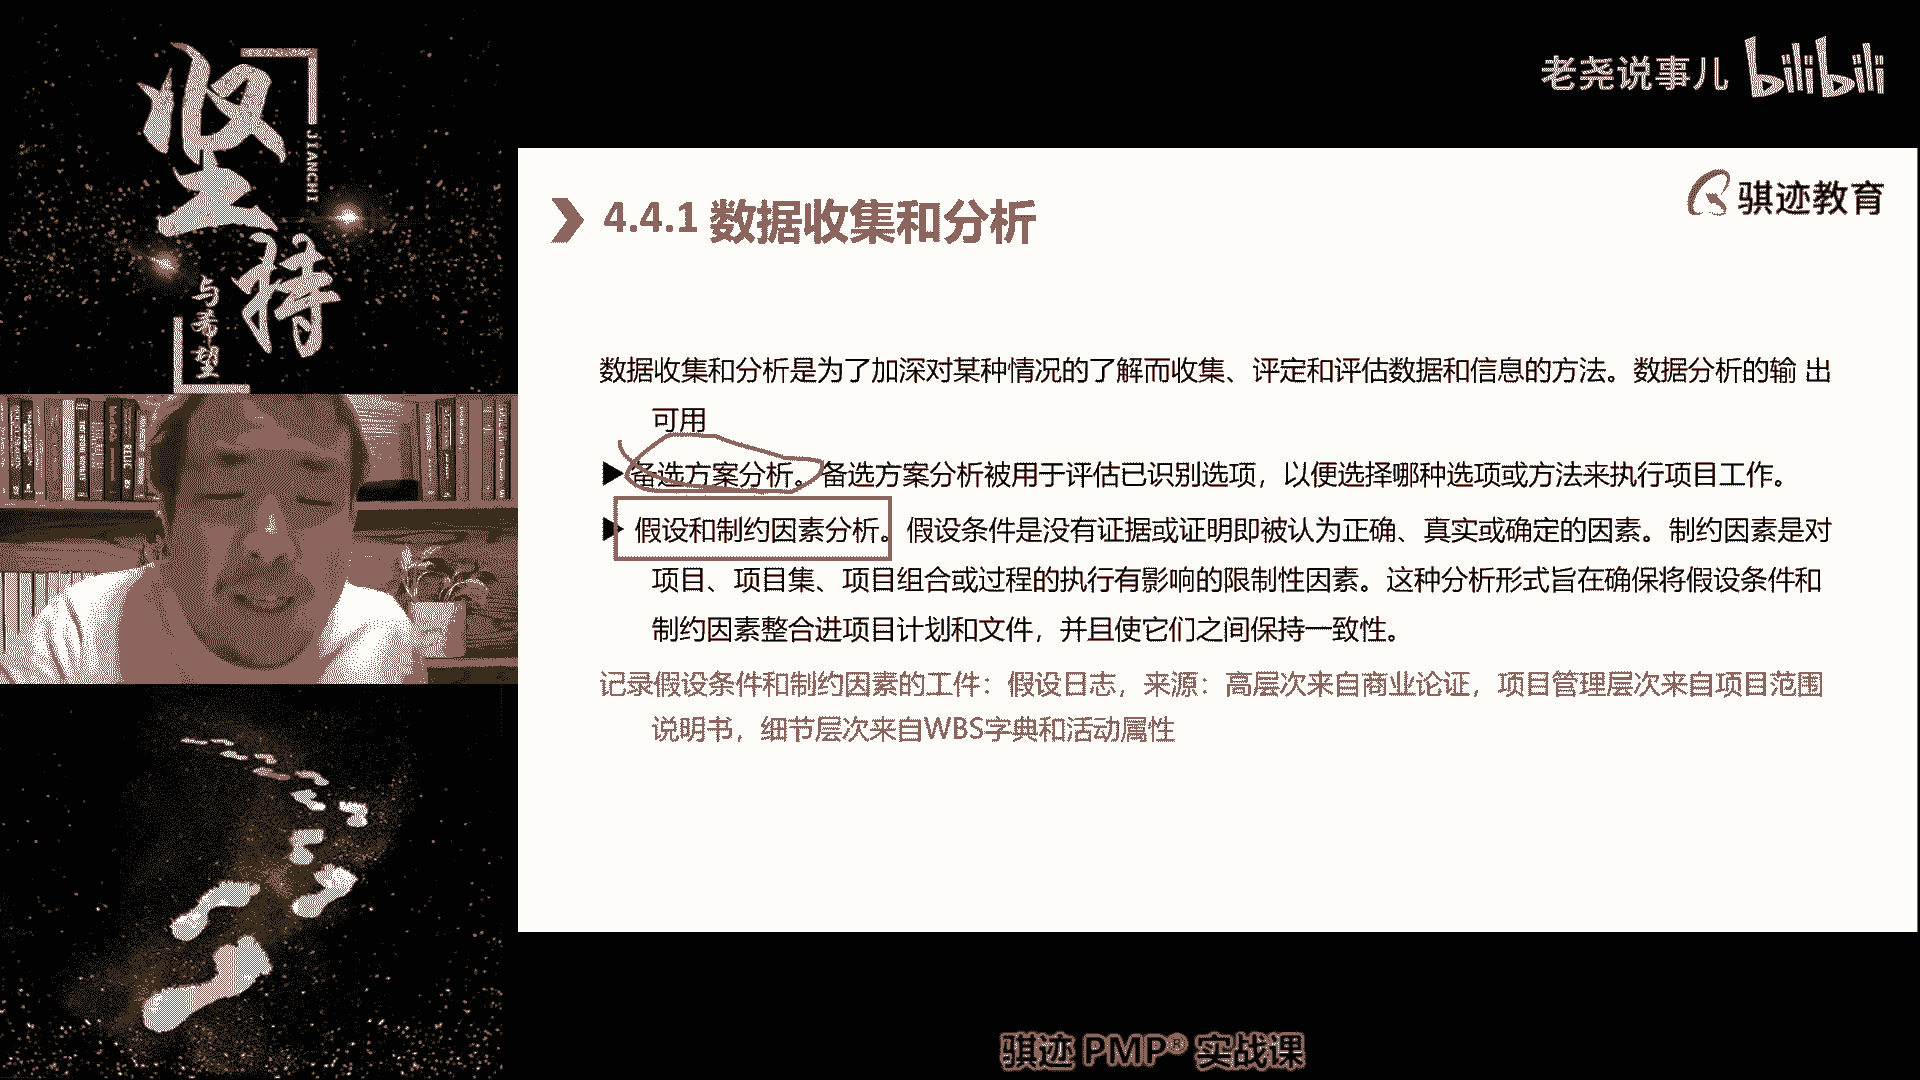 坚持
JIANCHI
与希望
老尧说事儿 bilibili
骐迹教育
4.4.1 数据收集和分析
数据收集和分析是为了加深对某种情况的了解而收集、评定和评估数据和信息的方法。数据分析的输 出
可用
备选方案分析。备选方案分析被用于评估已识别选项，以便选择哪种选项或方法来执行项目工作。
假设和制约因素分析。假设条件是没有证据或证明即被认为正确、真实或确定的因素。制约因素是对
项目、项目集、项目组合或过程的执行有影响的限制性因素。这种分析形式旨在确保将假设条件和
制约因素整合进项目计划和文件，并且使它们之间保持一致性。
记录假设条件和制约因素的工件：假设日志，来源：高层次来自商业论证，项目管理层次来自项目范围
说明书，细节层次来自WBS字典和活动属性
骐迹 PMP® 实战课